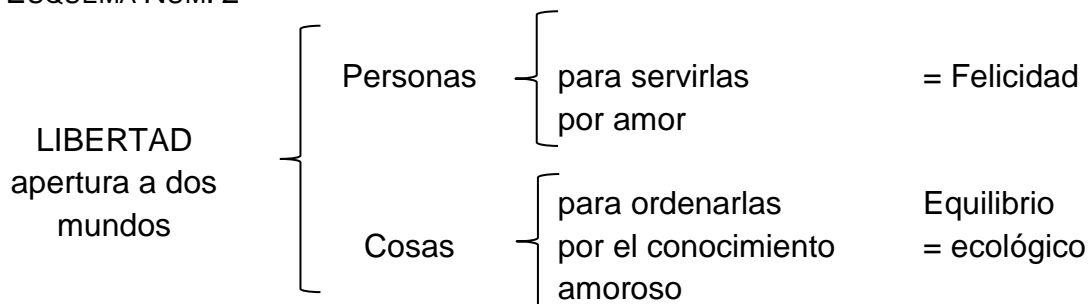 ESQUEMA NÚM. 2
Personas
para servirlas = Felicidad
por amor
LIBERTAD
apertura a dos
mundos
Cosas
para ordenarlas Equilibrio
por el conocimiento = ecológico
amoroso